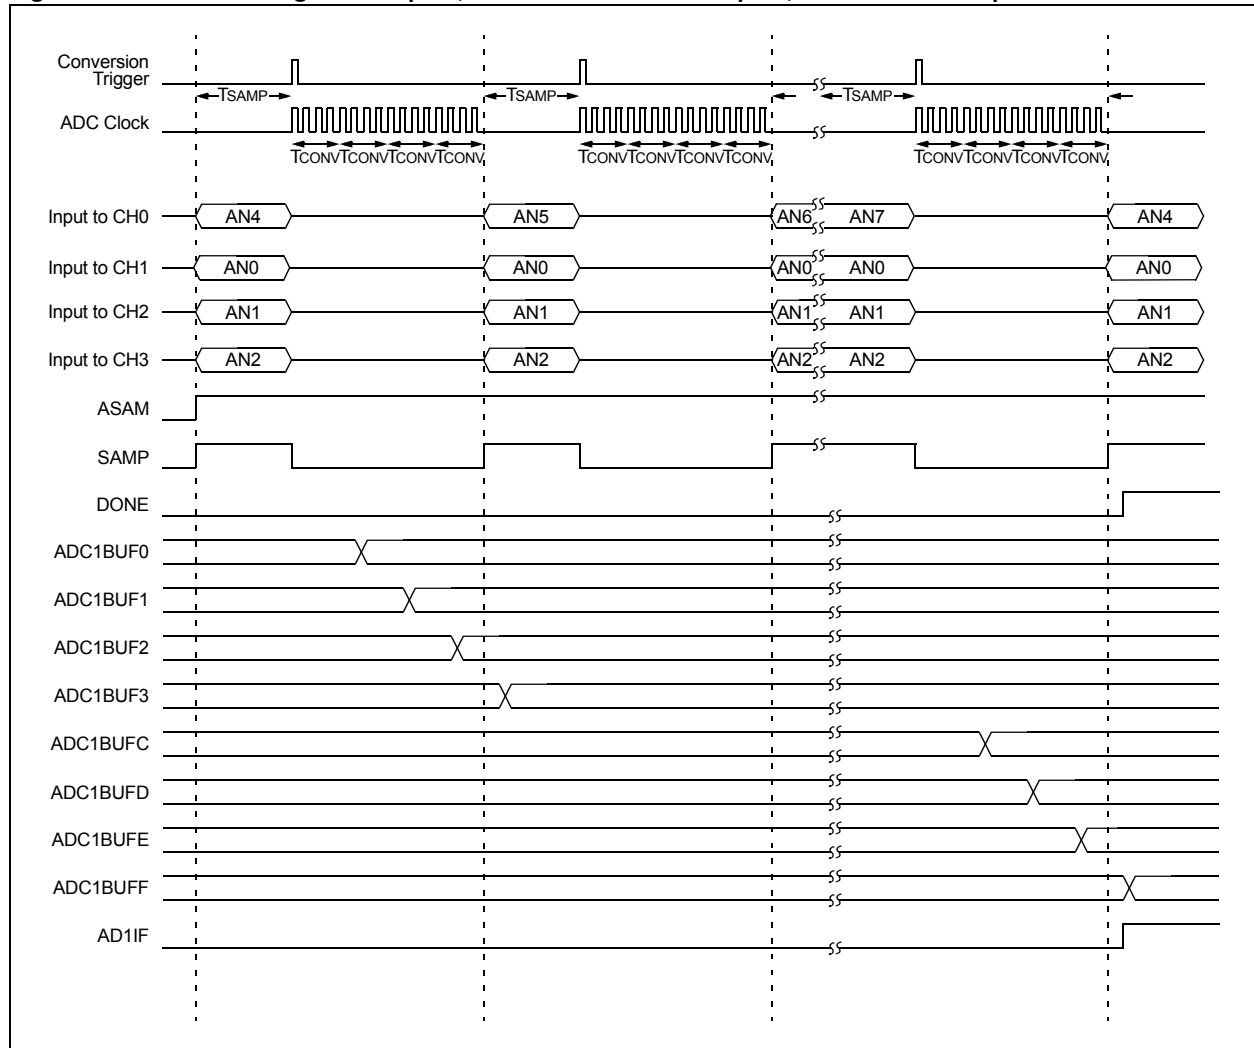 Conversion
Trigger
TSAMP TSAMP TSAMP
ADC Clock
TCONV TCONV TCONV TCONV TCONV TCONV TCONV TCONV TCONV TCONV TCONV TCONV
Input to CH0 AN4 AN5 AN6 AN7 AN4
Input to CH1 AN0 AN0 AN0 AN0 AN0
Input to CH2 AN1 AN1 AN1 AN1 AN1
Input to CH3 AN2 AN2 AN2 AN2 AN2
ASAM
SAMP
DONE
ADC1BUF0
ADC1BUF1
ADC1BUF2
ADC1BUF3
ADC1BUFC
ADC1BUFD
ADC1BUFE
ADC1BUFF
AD1IF